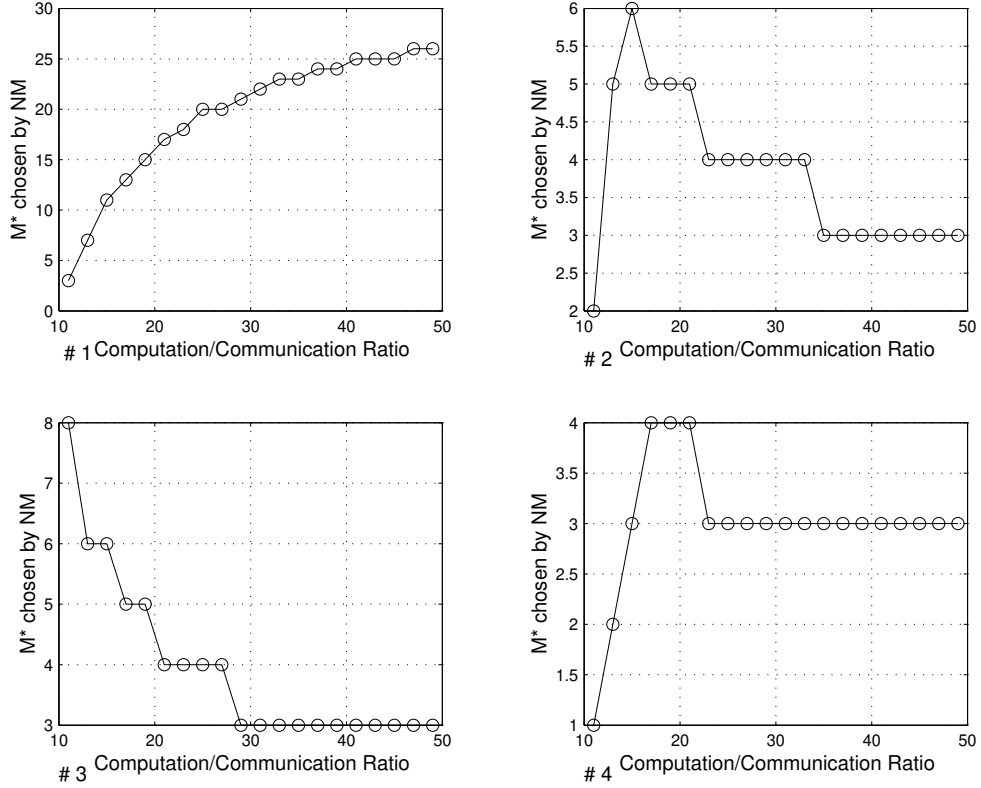 30
25
20
15
10
5
0
M* chosen by NM
10 20 30 40 50
# 1 Computation/Communication Ratio
6
5.5
5
4.5
4
3.5
3
2.5
2
M* chosen by NM
10 20 30 40 50
# 2 Computation/Communication Ratio
8
7
6
5
4
3
M* chosen by NM
10 20 30 40 50
# 3 Computation/Communication Ratio
4
3.5
3
2.5
2
1.5
1
M* chosen by NM
10 20 30 40 50
# 4 Computation/Communication Ratio